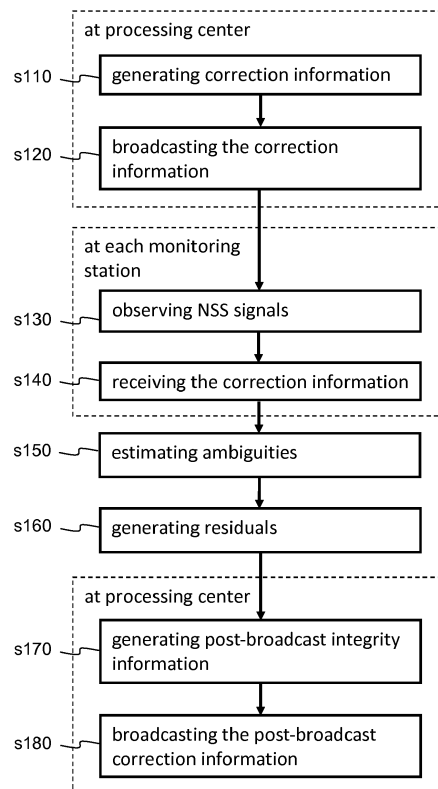 at processing center
s110
generating correction information
s120
broadcasting the correction
information
at each monitoring
station
s130
observing NSS signals
s140
receiving the correction information
s150
estimating ambiguities
s160
generating residuals
at processing center
s170
generating post-broadcast integrity
information
s180
broadcasting the post-broadcast
correction information